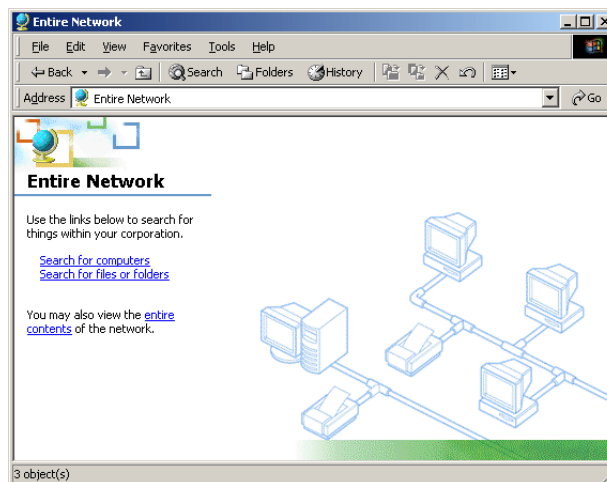 Entire Network
File Edit View Favorites Tools Help
Back Search Folders History
Address Entire Network Go
Entire Network
Use the links below to search for
things within your corporation.
Search for computers
Search for files or folders
You may also view the entire
contents of the network.
3 object(s)